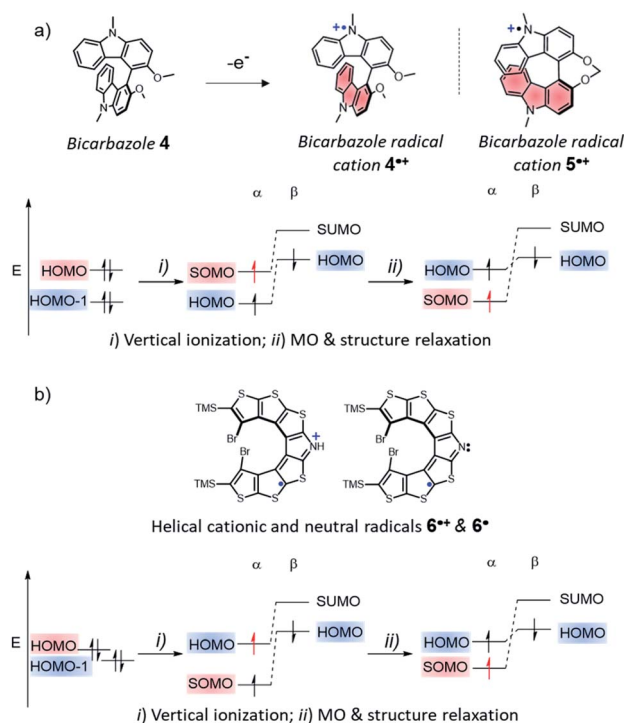 a)
N
O
O
N
-e⁻
+•
N
O
O
N
+•
N
O
O
N
Bicarbazole 4
Bicarbazole radical
cation 4•+
Bicarbazole radical
cation 5•+
α β α β
SUMO SUMO
E HOMO i) SOMO HOMO ii) HOMO HOMO
HOMO-1 HOMO SOMO
i) Vertical ionization; ii) MO & structure relaxation
b)
S S S S
TMS TMS
S S
Br + Br
Br NH Br N:
TMS TMS
S S S S
S S
Helical cationic and neutral radicals 6•+ & 6•
α β α β
SUMO SUMO
E HOMO i) HOMO HOMO ii) HOMO HOMO
HOMO-1 SOMO SOMO
i) Vertical ionization; ii) MO & structure relaxation